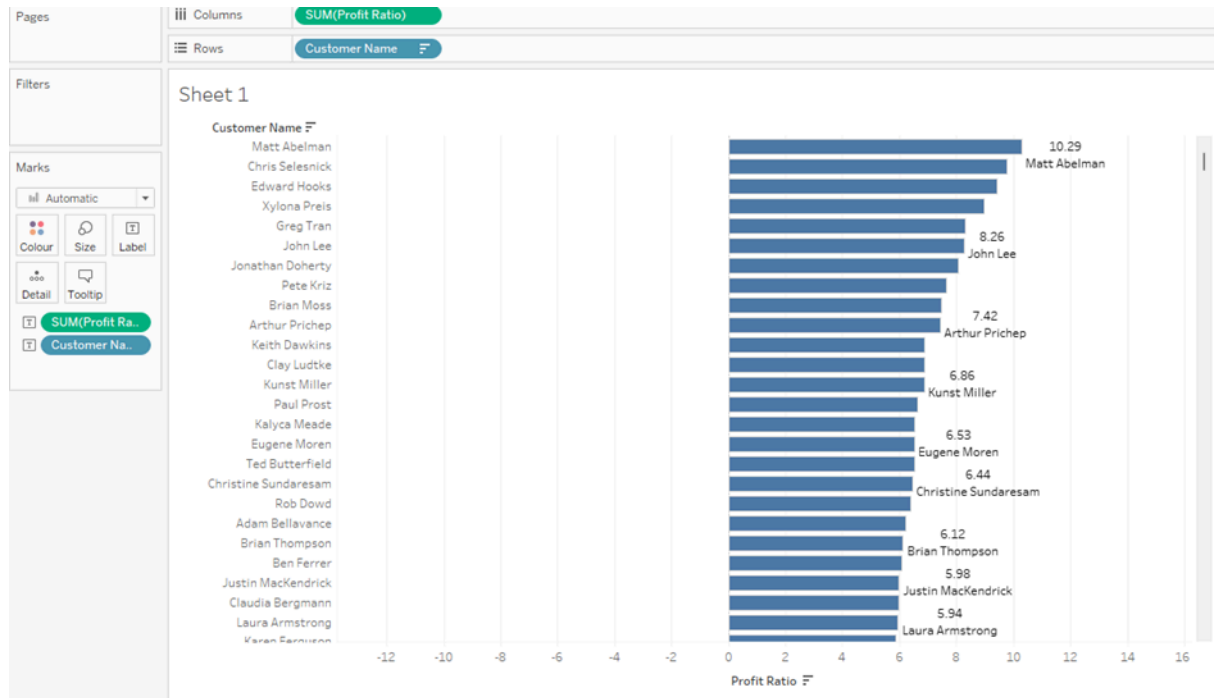 Pages
Columns
SUM(Profit Ratio)
Rows
Customer Name
Filters
Sheet 1
Customer Name
Marks
Automatic
Colour
Size
Label
Detail
Tooltip
SUM(Profit Ra..
Customer Na..
Matt Abelman
Chris Selesnick
Edward Hooks
Xylona Preis
Greg Tran
John Lee
Jonathan Doherty
Pete Kriz
Brian Moss
Arthur Prichep
Keith Dawkins
Clay Ludtke
Kunst Miller
Paul Prost
Kalyca Meade
Eugene Moren
Ted Butterfield
Christine Sundaresam
Rob Dowd
Adam Bellavance
Brian Thompson
Ben Ferrer
Justin MacKendrick
Claudia Bergmann
Laura Armstrong
Karen Ferguson
10.29
Matt Abelman
8.26
John Lee
7.42
Arthur Prichep
6.86
Kunst Miller
6.53
Eugene Moren
6.44
Christine Sundaresam
6.12
Brian Thompson
5.98
Justin MacKendrick
5.94
Laura Armstrong
-12 -10 -8 -6 -4 -2 0 2 4 6 8 10 12 14 16
Profit Ratio